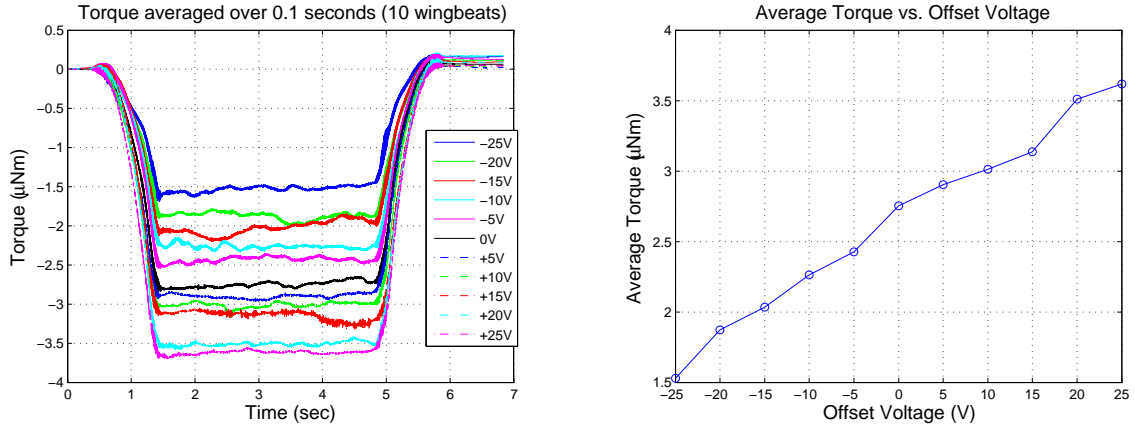 Torque averaged over 0.1 seconds (10 wingbeats)
0.5
0
−0.5
−1
−1.5
−2
−2.5
−3
−3.5
−4
Torque (μNm)
0 1 2 3 4 5 6 7
Time (sec)
−25V
−20V
−15V
−10V
−5V
0V
+5V
+10V
+15V
+20V
+25V
Average Torque vs. Offset Voltage
4
3.5
3
2.5
2
1.5
Average Torque (μNm)
−25 −20 −15 −10 −5 0 5 10 15 20 25
Offset Voltage (V)